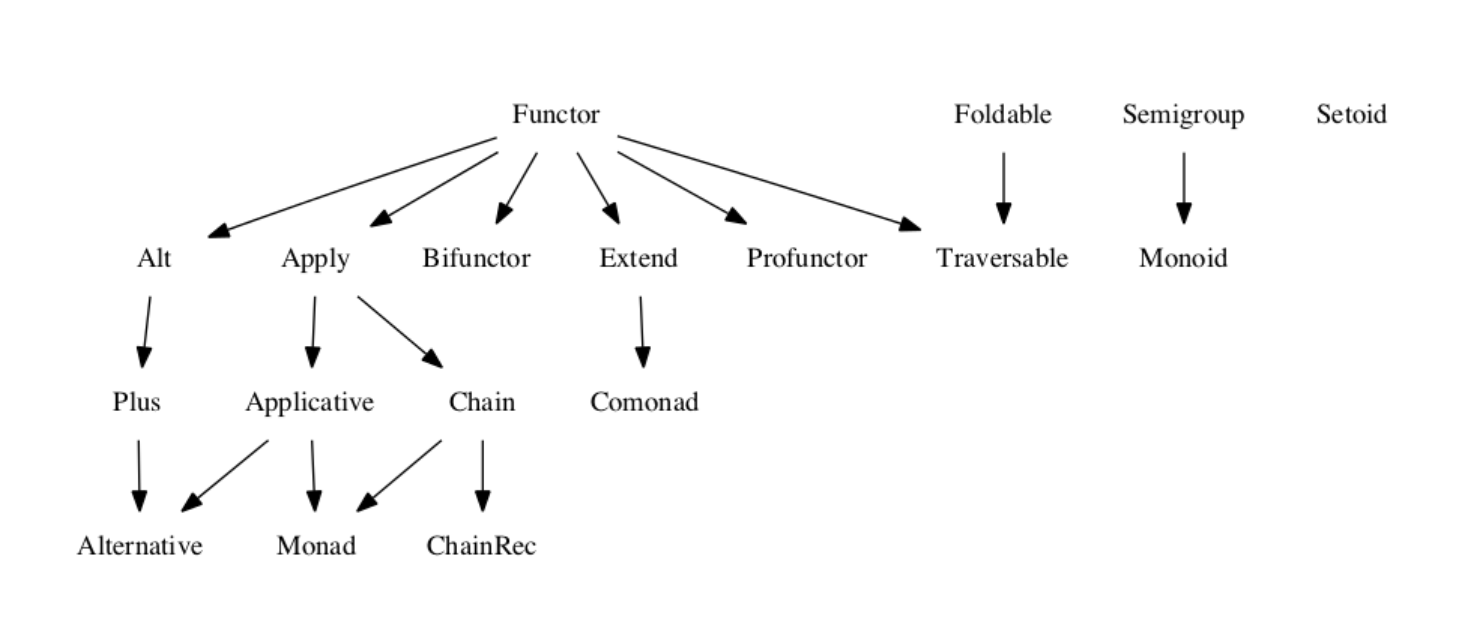 Functor Foldable Semigroup Setoid
Alt Apply Bifunctor Extend Profunctor Traversable Monoid
Plus Applicative Chain Comonad
Alternative Monad ChainRec